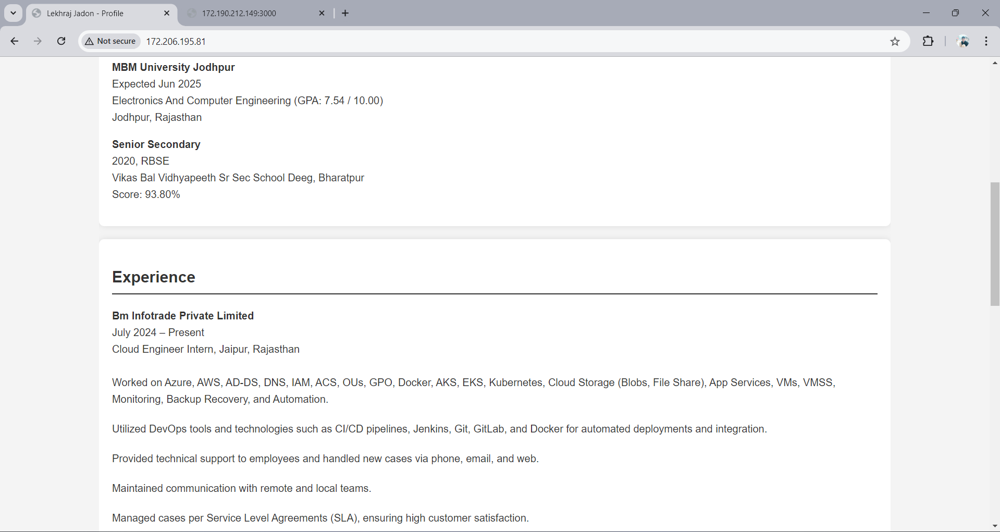 Lekhraj Jadon - Profile
172.190.212.149:3000
Not secure
172.206.195.81
MBM University Jodhpur
Expected Jun 2025
Electronics And Computer Engineering (GPA: 7.54 / 10.00)
Jodhpur, Rajasthan
Senior Secondary
2020, RBSE
Vikas Bal Vidhyapeeth Sr Sec School Deeg, Bharatpur
Score: 93.80%
Experience
Bm Infotrade Private Limited
July 2024 – Present
Cloud Engineer Intern, Jaipur, Rajasthan
Worked on Azure, AWS, AD-DS, DNS, IAM, ACS, OUs, GPO, Docker, AKS, EKS, Kubernetes, Cloud Storage (Blobs, File Share), App Services, VMs, VMSS,
Monitoring, Backup Recovery, and Automation.
Utilized DevOps tools and technologies such as CI/CD pipelines, Jenkins, Git, GitLab, and Docker for automated deployments and integration.
Provided technical support to employees and handled new cases via phone, email, and web.
Maintained communication with remote and local teams.
Managed cases per Service Level Agreements (SLA), ensuring high customer satisfaction.